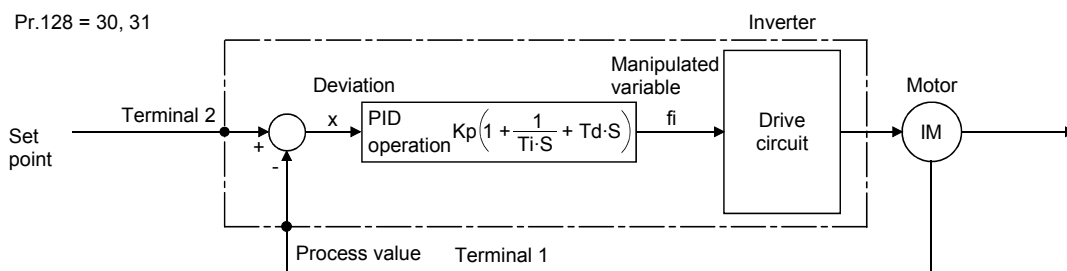 Pr.128 = 30, 31
Inverter
Manipulated
variable
Deviation
Motor
Terminal 2
Set
point
+
-
x
PID
operation
Kp(1 + 1/Ti·S + Td·S)
fi
Drive
circuit
IM
Process value
Terminal 1